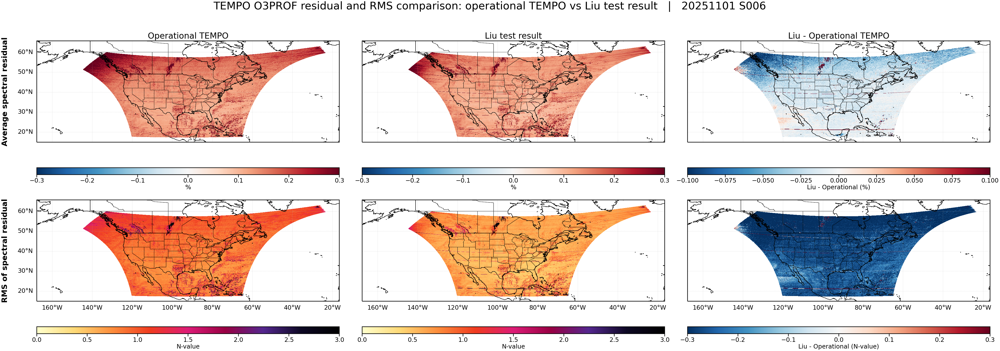 TEMPO O3PROF residual and RMS comparison: operational TEMPO vs Liu test result | 20251101 S006
Operational TEMPO
Liu test result
Liu - Operational TEMPO
Average spectral residual
60°N
50°N
40°N
30°N
20°N
−0.3 −0.2 −0.1 0.0 0.1 0.2 0.3
%
−0.3 −0.2 −0.1 0.0 0.1 0.2 0.3
%
−0.100 −0.075 −0.050 −0.025 0.000 0.025 0.050 0.075 0.100
Liu - Operational (%)
RMS of spectral residual
60°N
50°N
40°N
30°N
20°N
160°W 140°W 120°W 100°W 80°W 60°W 40°W 20°W
160°W 140°W 120°W 100°W 80°W 60°W 40°W 20°W
160°W 140°W 120°W 100°W 80°W 60°W 40°W 20°W
0.0 0.5 1.0 1.5 2.0 2.5 3.0
N-value
0.0 0.5 1.0 1.5 2.0 2.5 3.0
N-value
−0.3 −0.2 −0.1 0.0 0.1 0.2 0.3
Liu - Operational (N-value)